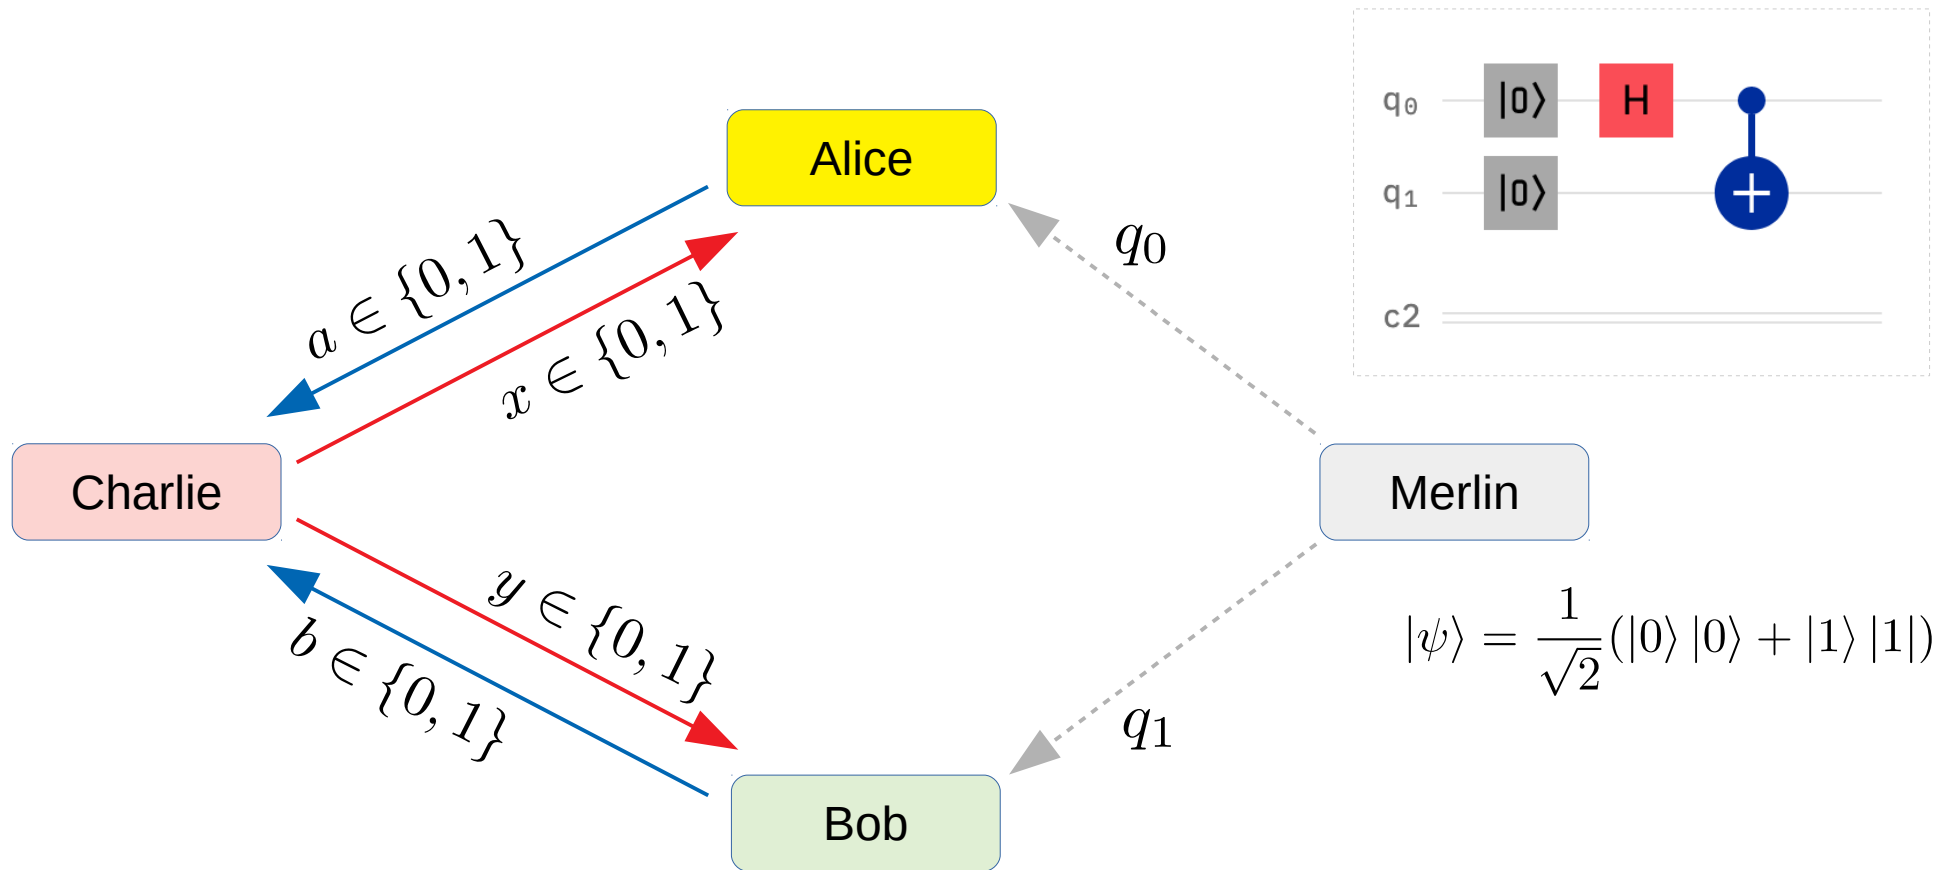 q₀ |0⟩ H
q₁ |0⟩
c2
Alice
a ∈ {0, 1}
x ∈ {0, 1}
q₀
Charlie
Merlin
y ∈ {0, 1}
b ∈ {0, 1}
|ψ⟩ = 1/√2 (|0⟩ |0⟩ + |1⟩ |1|)
q₁
Bob